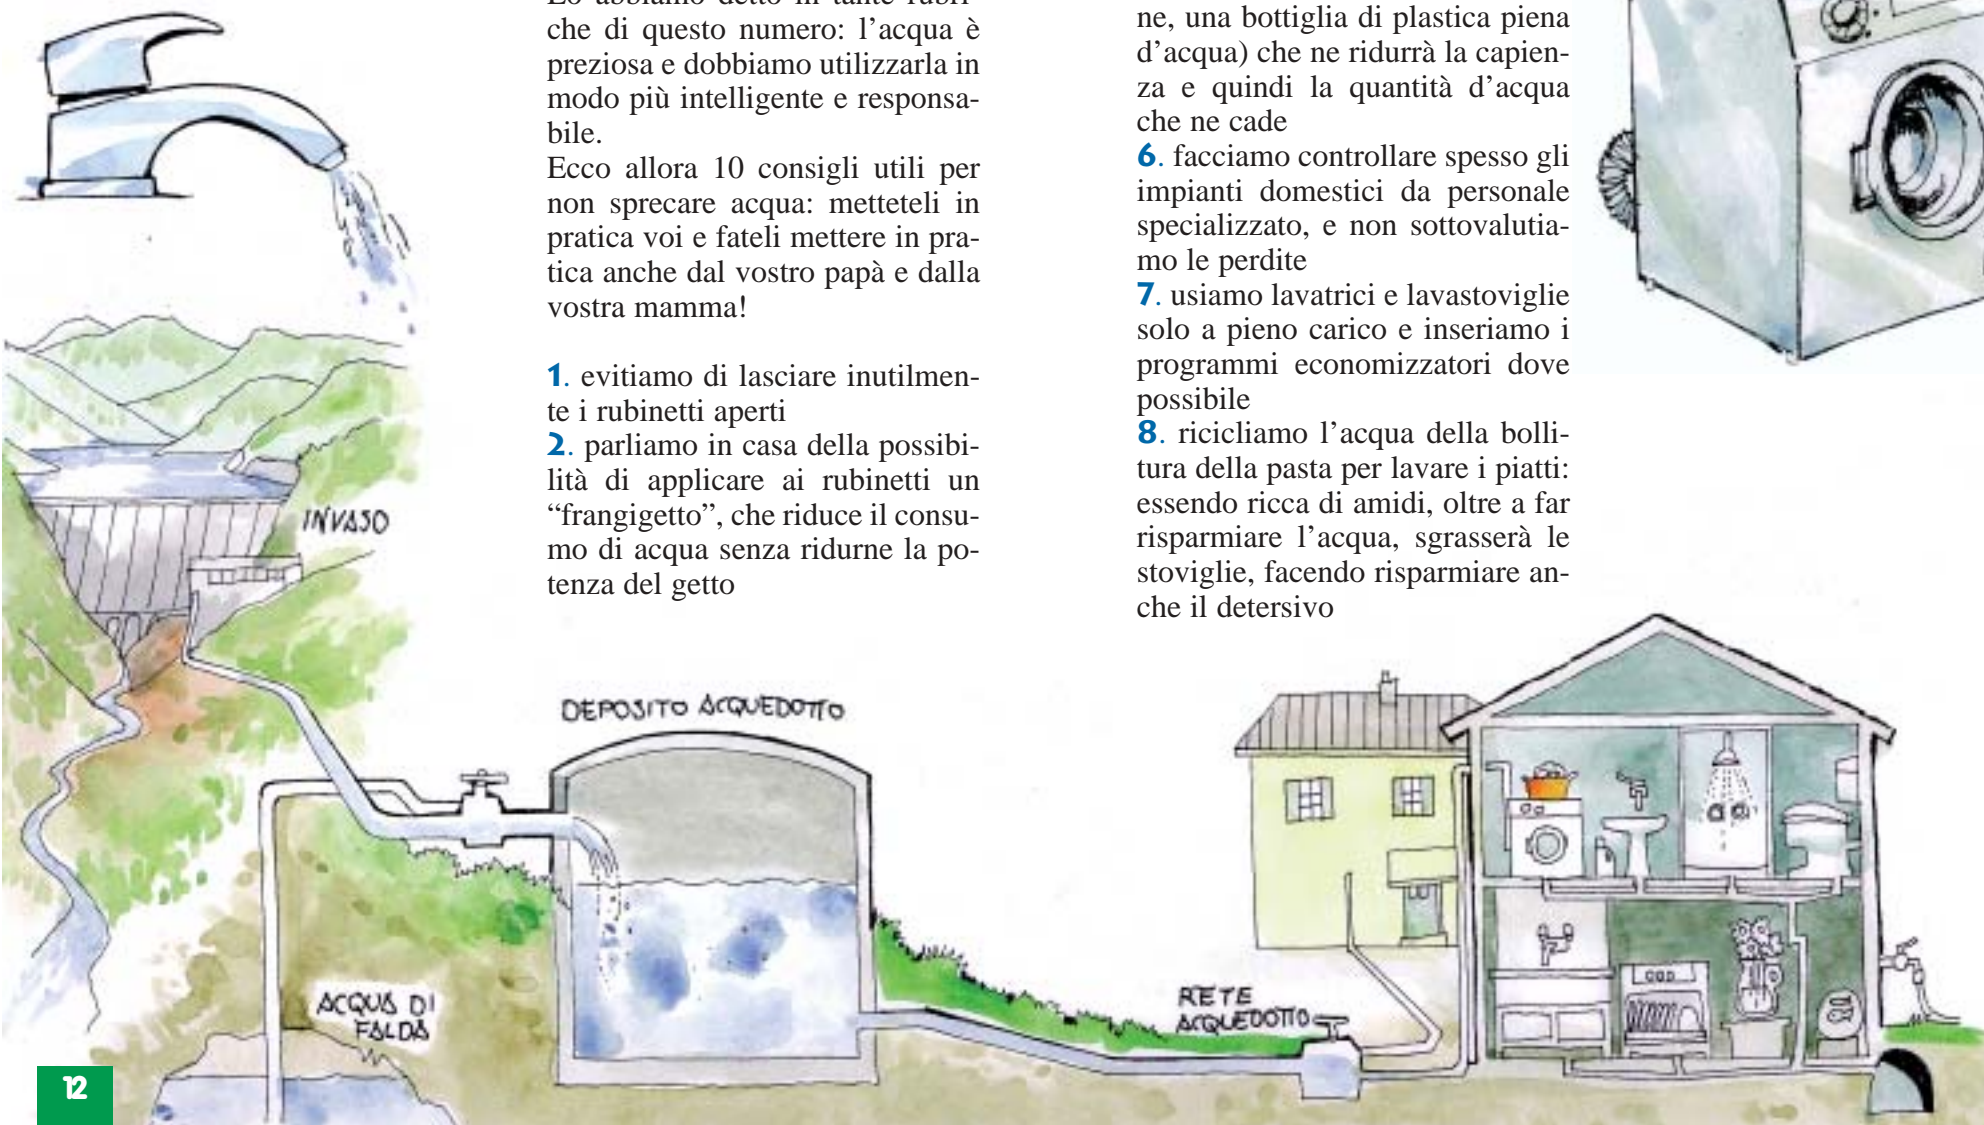 Lo abbiamo detto in tante rubri-
che di questo numero: l’acqua è
preziosa e dobbiamo utilizzarla in
modo più intelligente e responsa-
bile.
Ecco allora 10 consigli utili per
non sprecare acqua: metteteli in
pratica voi e fateli mettere in pra-
tica anche dal vostro papà e dalla
vostra mamma!
1. evitiamo di lasciare inutilmen-
te i rubinetti aperti
2. parliamo in casa della possibi-
lità di applicare ai rubinetti un
“frangigetto”, che riduce il consu-
mo di acqua senza ridurne la po-
tenza del getto
ne, una bottiglia di plastica piena
d’acqua) che ne ridurrà la capien-
za e quindi la quantità d’acqua
che ne cade
6. facciamo controllare spesso gli
impianti domestici da personale
specializzato, e non sottovalutia-
mo le perdite
7. usiamo lavatrici e lavastoviglie
solo a pieno carico e inseriamo i
programmi economizzatori dove
possibile
8. ricicliamo l’acqua della bolli-
tura della pasta per lavare i piatti:
essendo ricca di amidi, oltre a far
risparmiare l’acqua, sgrasserà le
stoviglie, facendo risparmiare an-
che il detersivo
INVASO
DEPOSITO ACQUEDOTTO
ACQUA DI
FALDA
RETE
ACQUEDOTTO
12